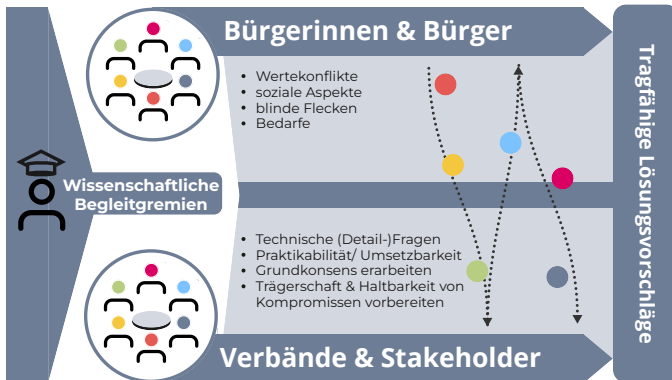 Bürgerinnen & Bürger
• Wertekonflikte
• soziale Aspekte
• blinde Flecken
• Bedarfe
Wissenschaftliche
Begleitgremien
• Technische (Detail-)Fragen
• Praktikabilität/ Umsetzbarkeit
• Grundkonsens erarbeiten
• Trägerschaft & Haltbarkeit von
Kompromissen vorbereiten
Verbände & Stakeholder
Tragfähige Lösungsvorschläge